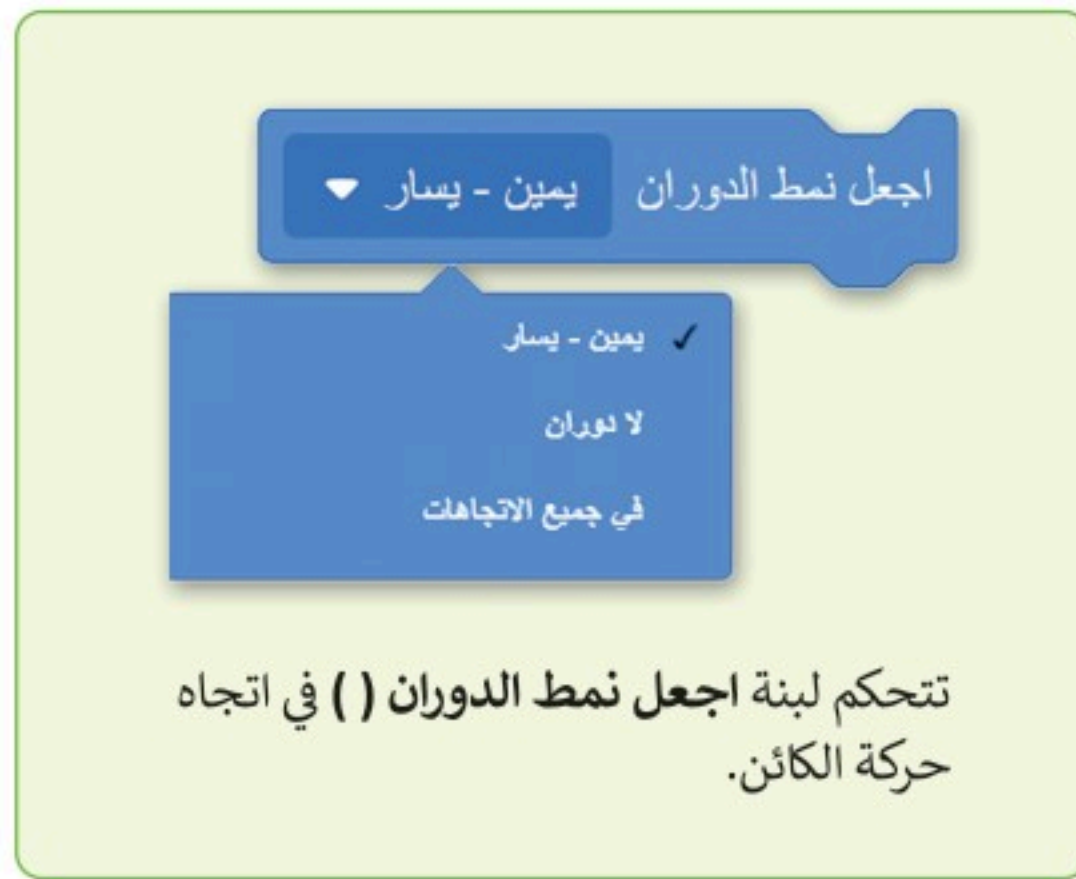 اجعل نمط الدوران يمين - يسار
✓ يمين - يسار
لا دوران
في جميع الاتجاهات
تتحكم لبنة اجعل نمط الدوران ( ) في اتجاه
حركة الكائن.